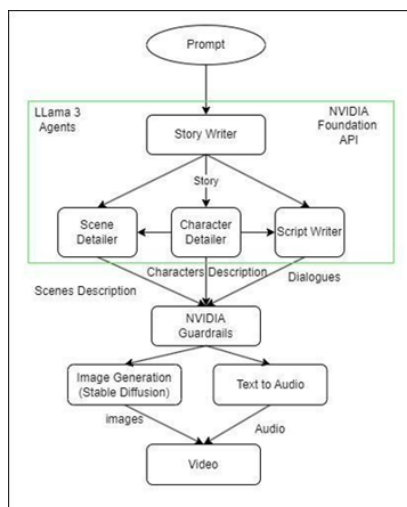 Prompt
LLama 3
Agents
NVIDIA
Foundation
API
Story Writer
Story
Scene
Detailer
Character
Detailer
Script Writer
Scenes Description
Characters Description
Dialogues
NVIDIA
Guardrails
Image Generation
(Stable Diffusion)
Text to Audio
images
Audio
Video